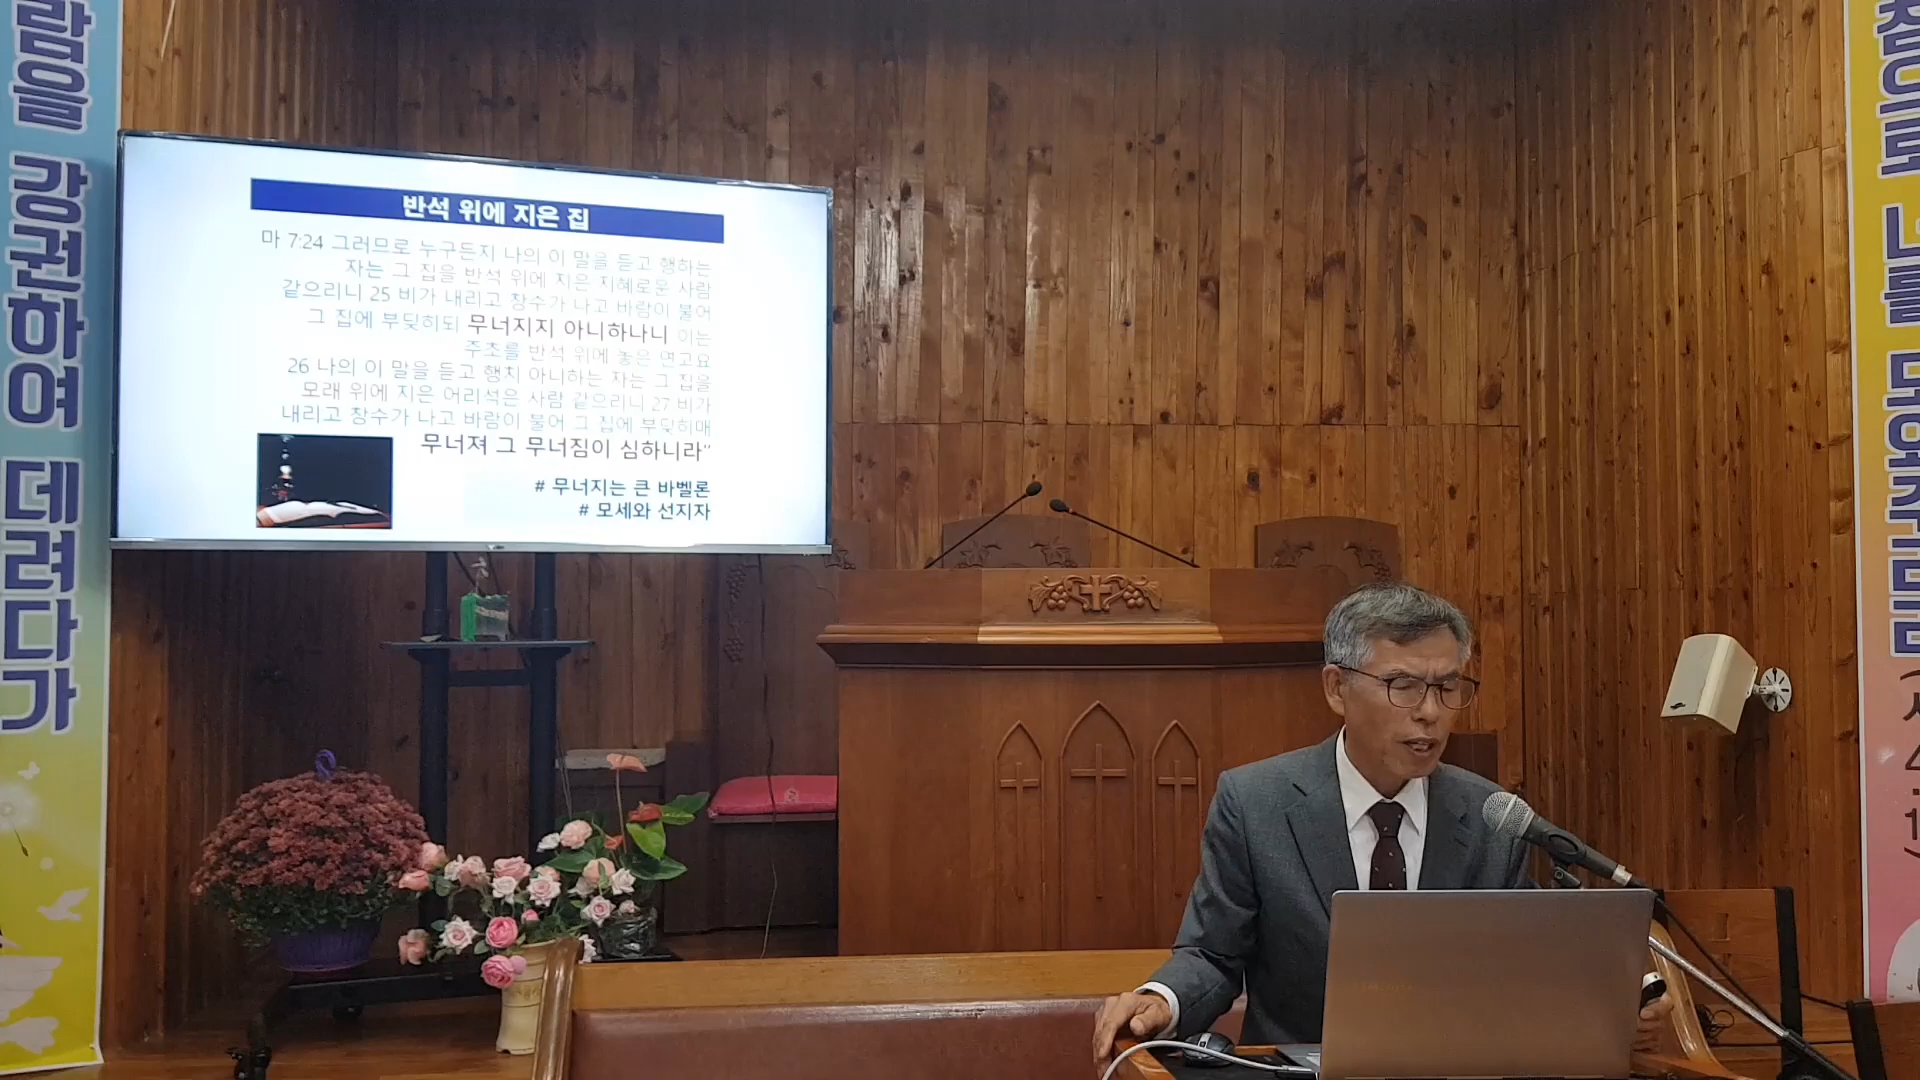 람을 강권하여 데려다가
반석 위에 지은 집
마 7:24 그러므로 누구든지 나의 이 말을 듣고 행하는
자는 그 집을 반석 위에 지은 지혜로운 사람
같으리니 25 비가 내리고 창수가 나고 바람이 불어
그 집에 부딪히되 무너지지 아니하나니 이는
주초를 반석 위에 놓은 연고요
26 나의 이 말을 듣고 행치 아니하는 자는 그 집을
모래 위에 지은 어리석은 사람 같으리니 27 비가
내리고 창수가 나고 바람이 불어 그 집에 부딪히매
무너져 그 무너짐이 심하니라"
# 무너지는 큰 바벨론
# 모세와 선지자